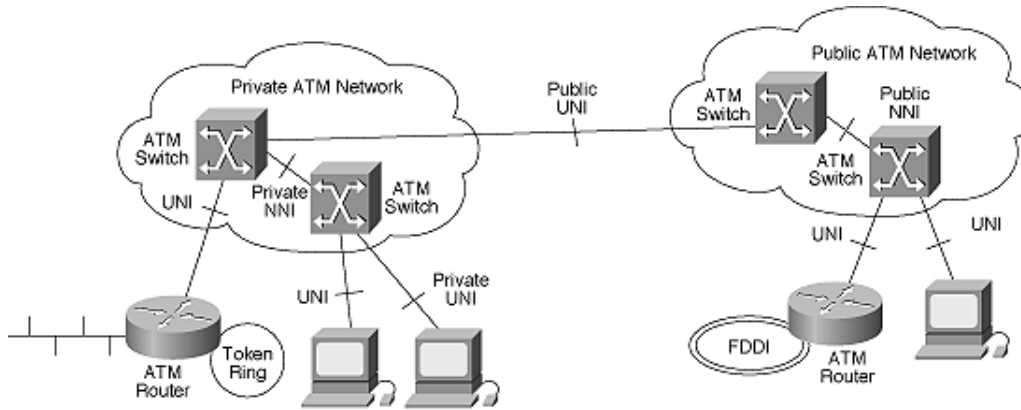 Private ATM Network
ATM
Switch
Private
NNI
ATM
Switch
UNI
UNI
Private
UNI
ATM
Router
Token
Ring
Public
UNI
Public ATM Network
ATM
Switch
Public
NNI
ATM
Switch
UNI
UNI
FDDI
ATM
Router